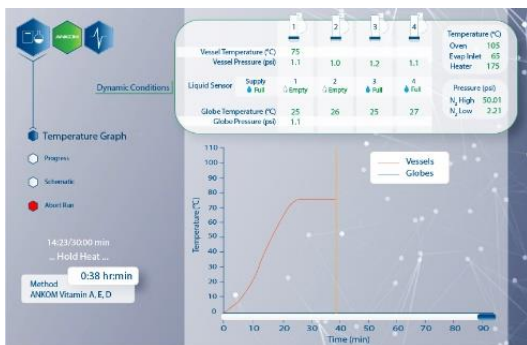 ANKOM
1 2 3 4
Vessel Temperature (°C) 75
Vessel Pressure (psi) 1.1 1.0 1.2 1.1
Dynamic Conditions
Liquid Sensor
Supply 1 2 3 4
Full Empty Empty Full Full
Globe Temperature (°C) 25 26 25 27
Globe Pressure (psi) 1.1
Temperature (°C)
Oven 105
Evap Inlet 65
Heater 175
Pressure (psi)
N₂ High 50.01
N₂ Low 2.21
Temperature Graph
Progress
Schematic
Abort Run
14:23/30:00 min
... Hold Heat ...
0:38 hr:min
Method
ANKOM Vitamin A, E, D
Vessels
Globes
Temperature (°C)
110
100
90
80
70
60
50
40
30
20
10
0
0 10 20 30 40 50 60 70 80 90
Time (min)